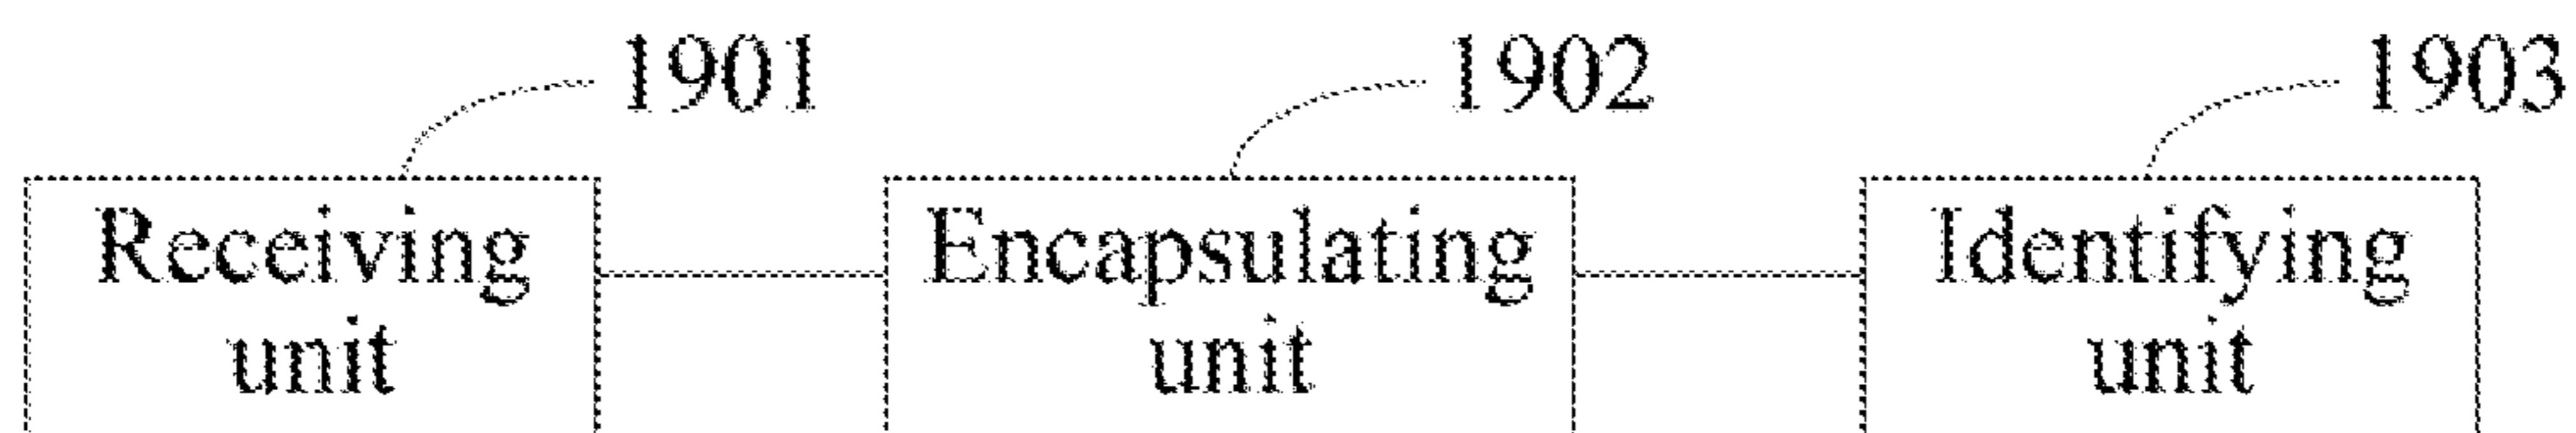 1901 1902 1903
Receiving Encapsulating Identifying
unit unit unit